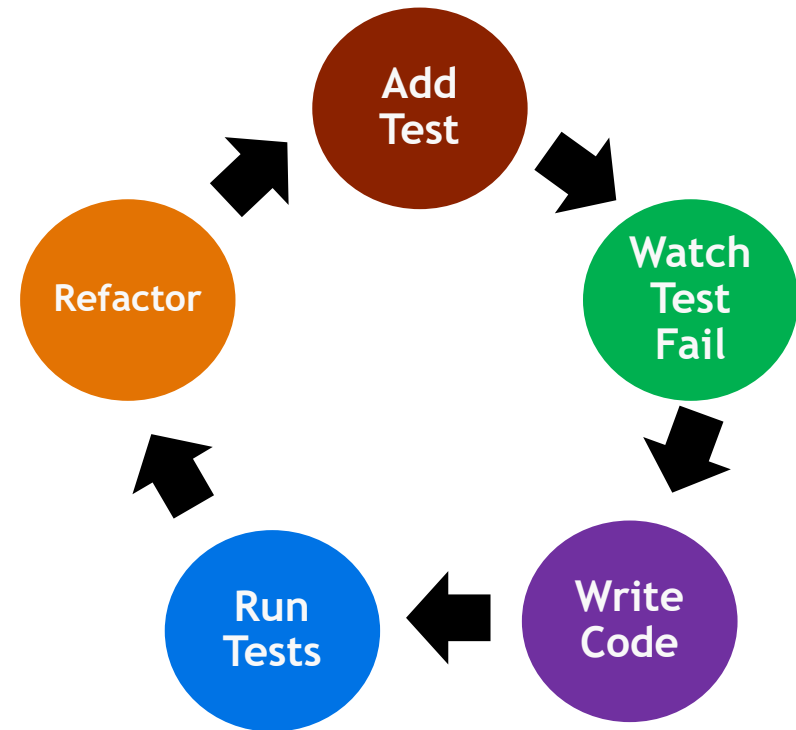 Add
Test
Watch
Test
Fail
Write
Code
Run
Tests
Refactor